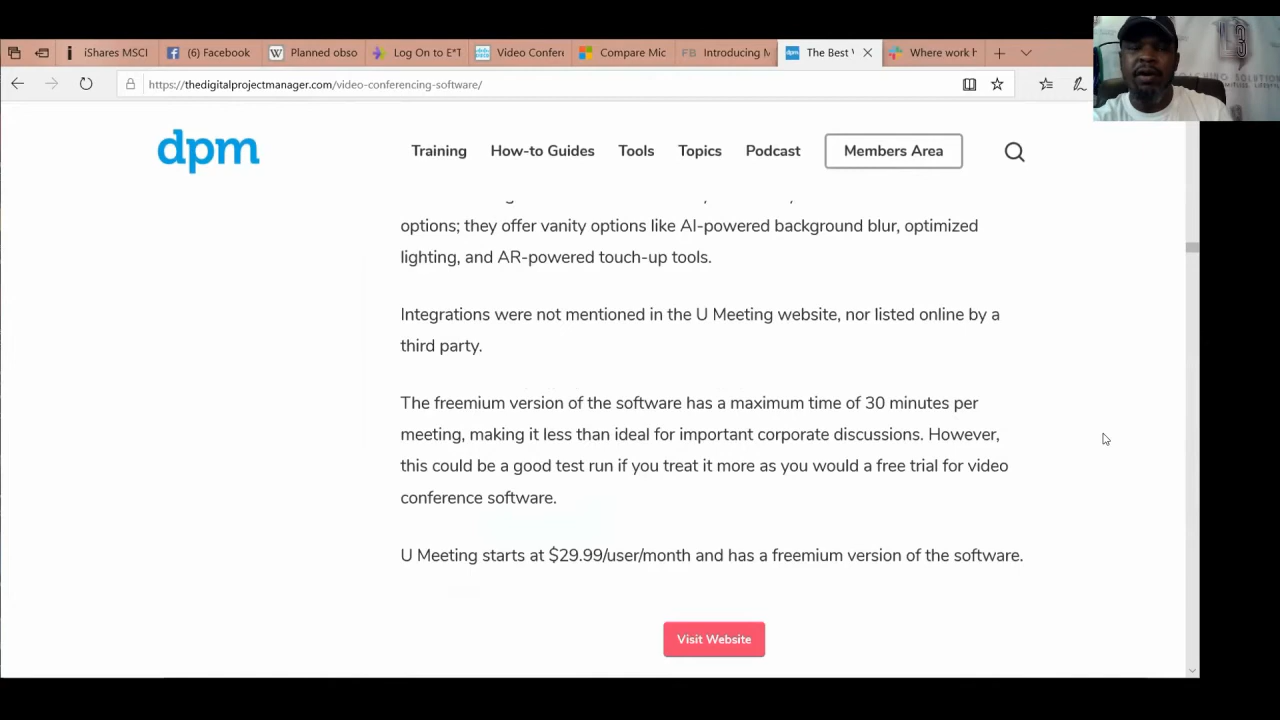 iShares MSCI
(6) Facebook
Planned obso
Log On to E*T
Video Conferen
Compare Mic
Introducing M
The Best
Where work h
https://thedigitalprojectmanager.com/video-conferencing-software/
dpm
Training
How-to Guides
Tools
Topics
Podcast
Members Area
options; they offer vanity options like AI-powered background blur, optimized
lighting, and AR-powered touch-up tools.
Integrations were not mentioned in the U Meeting website, nor listed online by a
third party.
The freemium version of the software has a maximum time of 30 minutes per
meeting, making it less than ideal for important corporate discussions. However,
this could be a good test run if you treat it more as you would a free trial for video
conference software.
U Meeting starts at $29.99/user/month and has a freemium version of the software.
Visit Website